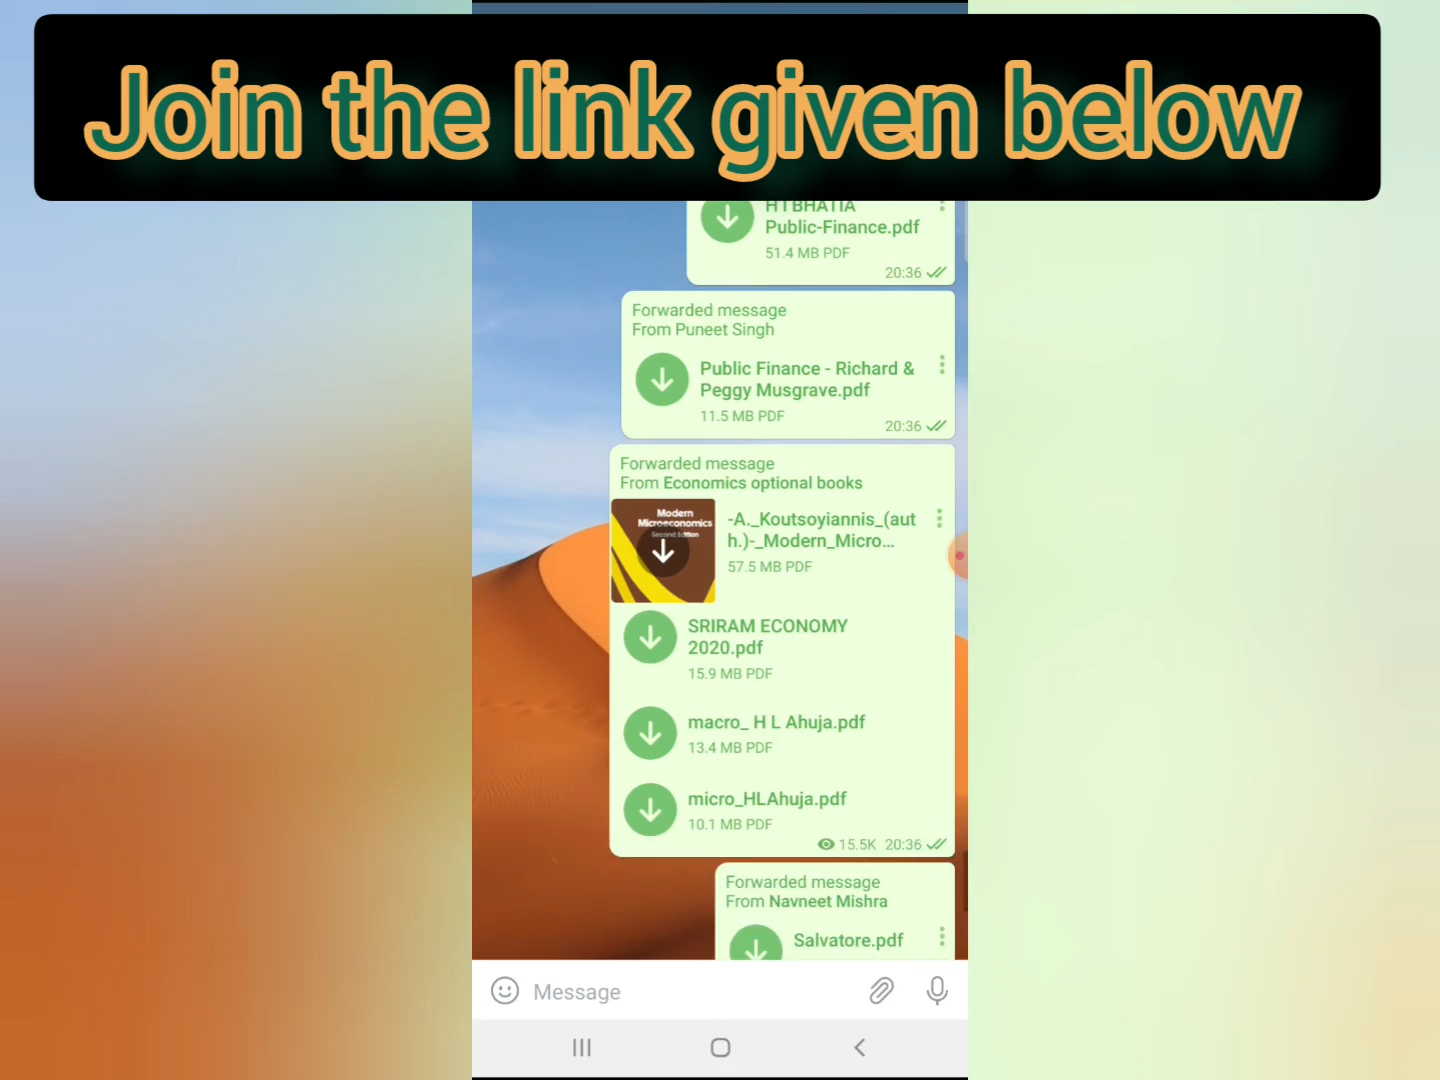 Join the link given below
HTBHATIA
Public-Finance.pdf
51.4 MB PDF
20:36
Forwarded message
From Puneet Singh
Public Finance - Richard &
Peggy Musgrave.pdf
11.5 MB PDF
20:36
Forwarded message
From Economics optional books
Modern
Microeconomics
Second Edition
-A._Koutsoyiannis_(aut
h.)-_Modern_Micro...
57.5 MB PDF
SRIRAM ECONOMY
2020.pdf
15.9 MB PDF
macro_ H L Ahuja.pdf
13.4 MB PDF
micro_HLAhuja.pdf
10.1 MB PDF
15.5K 20:36
Forwarded message
From Navneet Mishra
Salvatore.pdf
Message